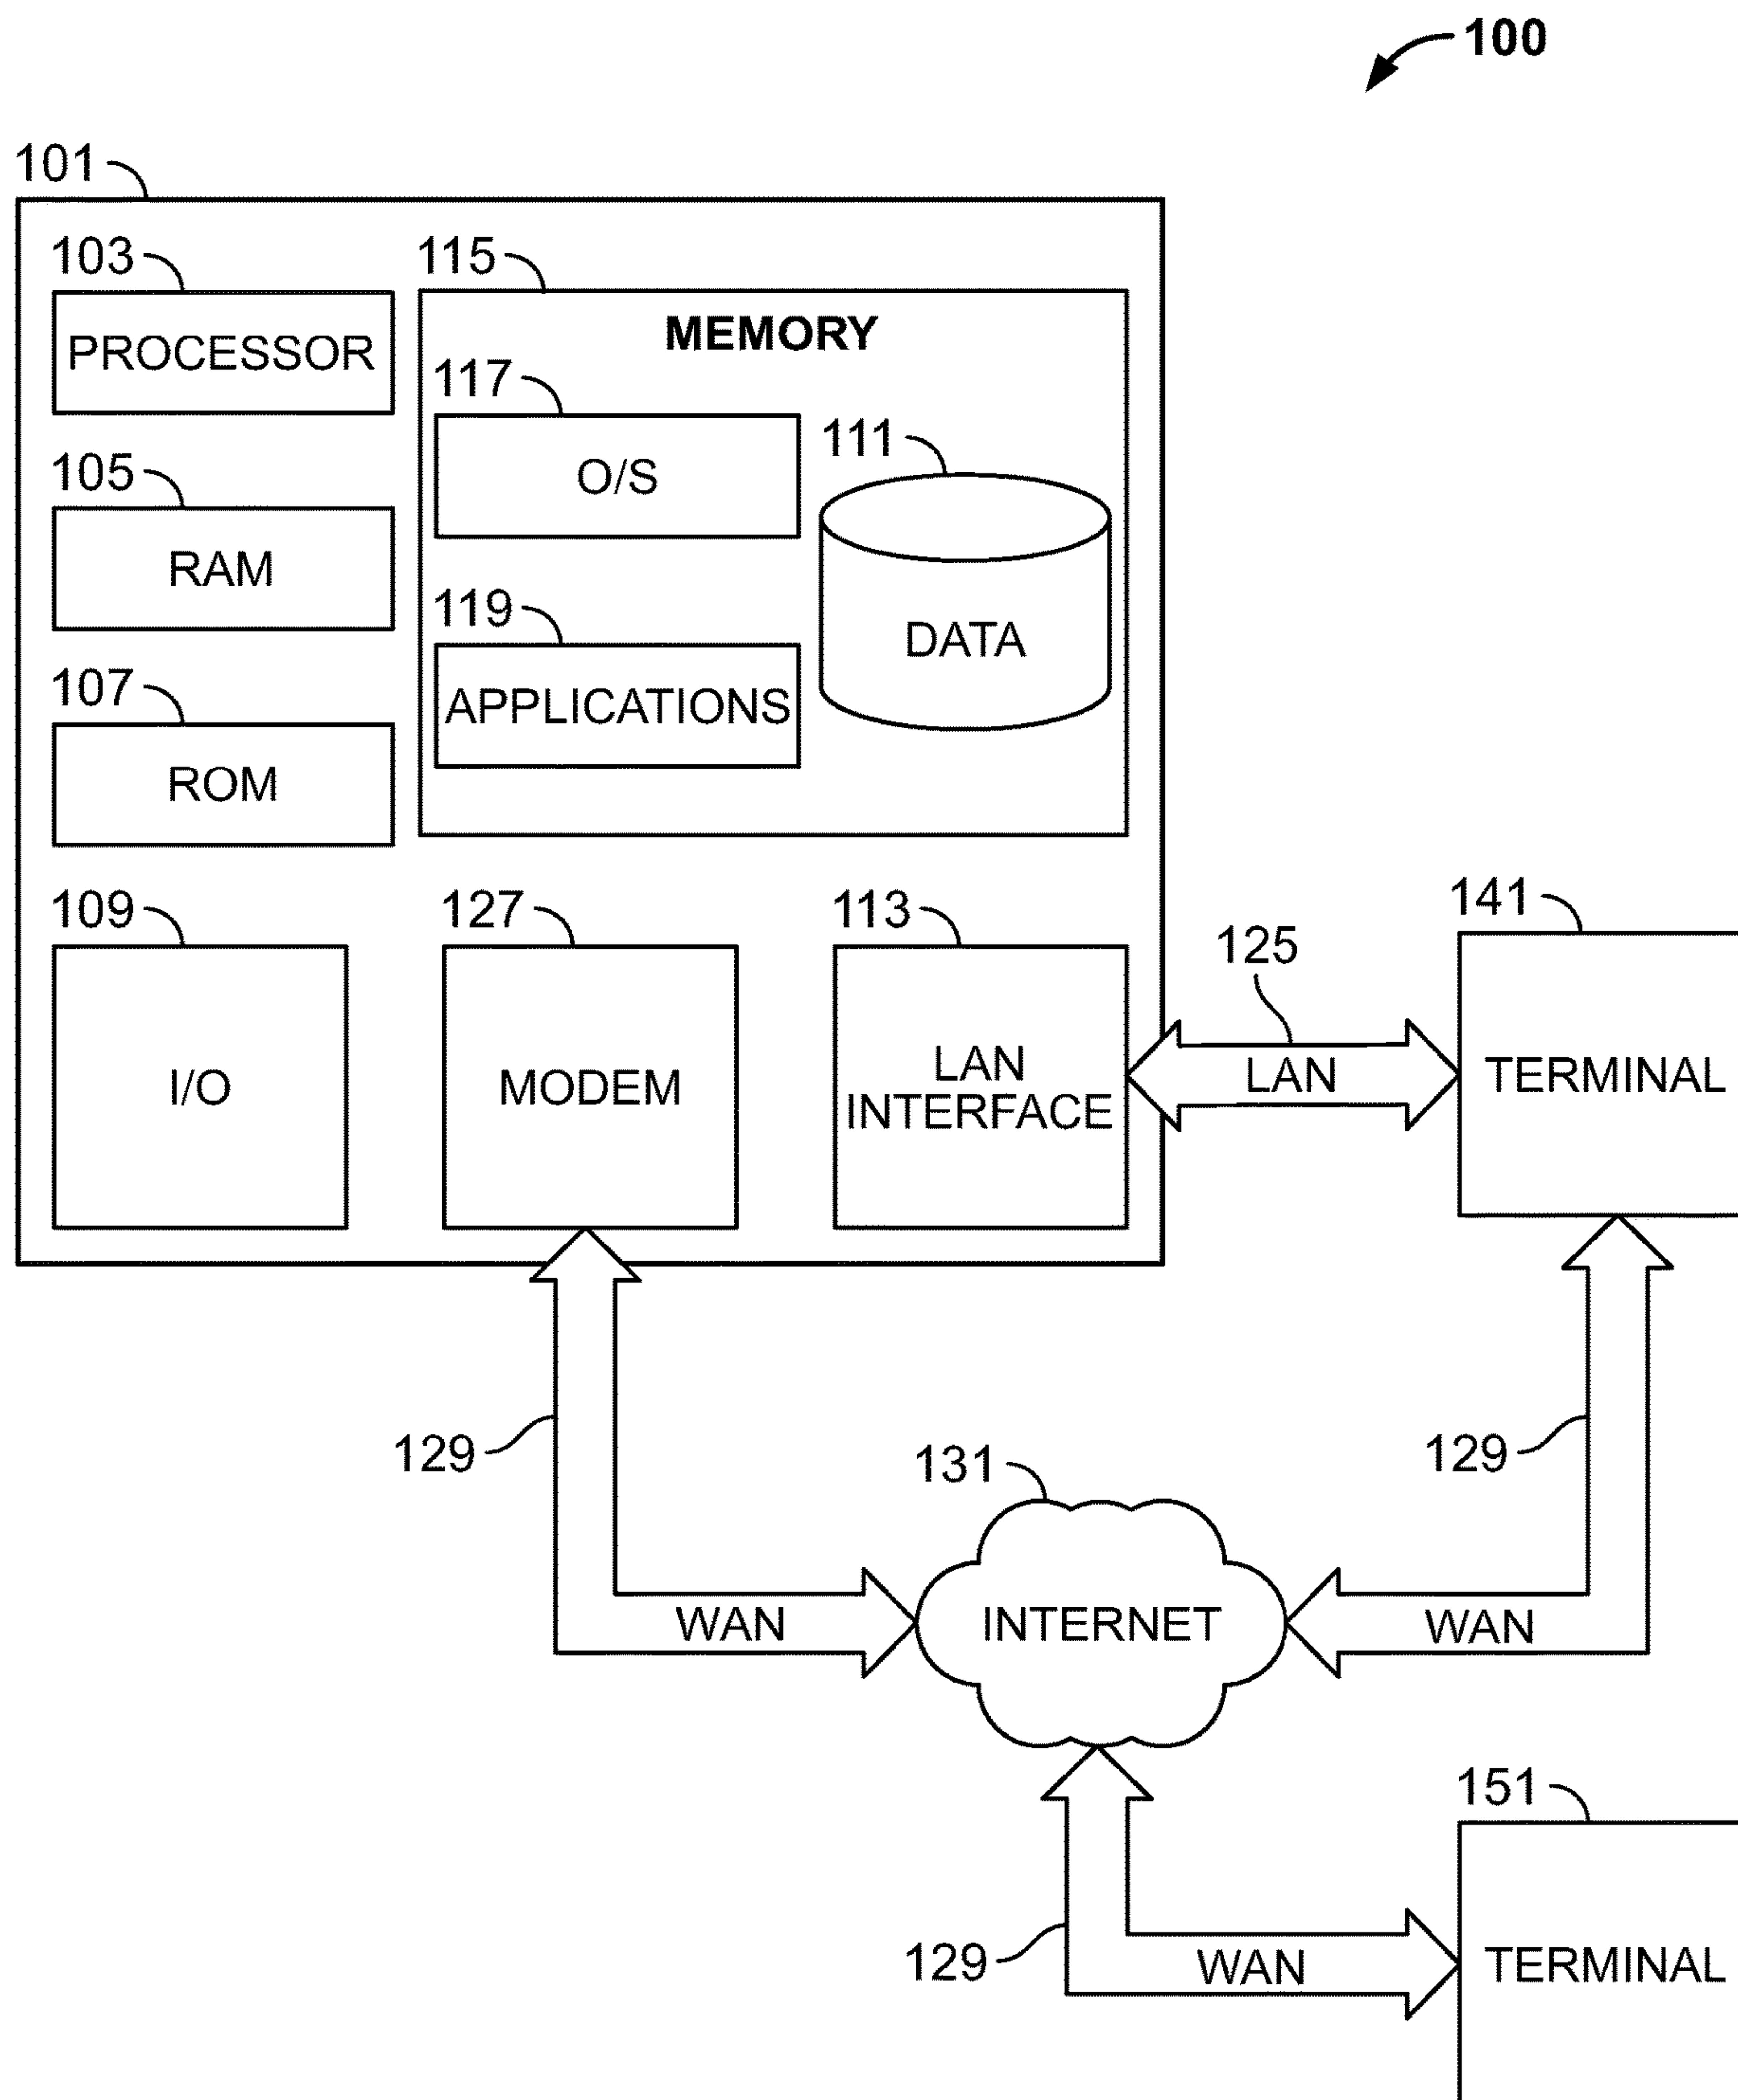 100
101
103
PROCESSOR
115
MEMORY
117
O/S
111
DATA
105
RAM
119
APPLICATIONS
107
ROM
109
I/O
127
MODEM
113
LAN
INTERFACE
125
LAN
141
TERMINAL
129
WAN
131
INTERNET
129
WAN
129
WAN
151
TERMINAL